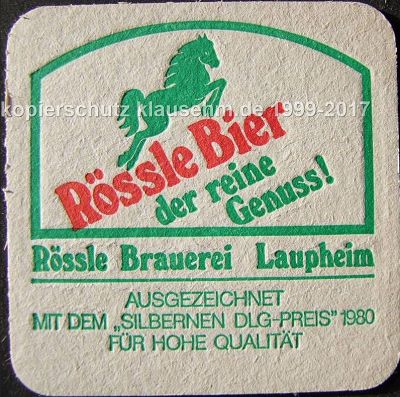 kopierschutz klausehm.de 1999-2017
Rössle Bier
der reine
Genuss!
Rössle Brauerei Laupheim
AUSGEZEICHNET
MIT DEM „SILBERNEN DLG-PREIS" 1980
FÜR HOHE QUALITÄT